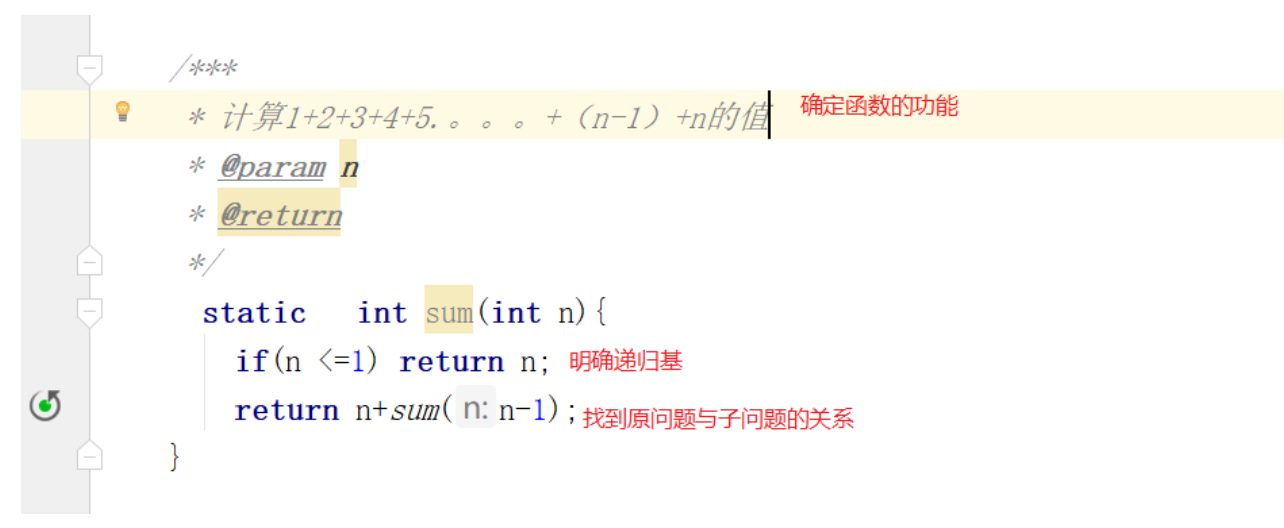 /***
* 计算1+2+3+4+5.。。。。+（n-1）+n的值 确定函数的功能
* @param n
* @return
*/
static int sum(int n){
if(n <=1) return n; 明确递归基
return n+sum( n: n-1);找到原问题与子问题的关系
}